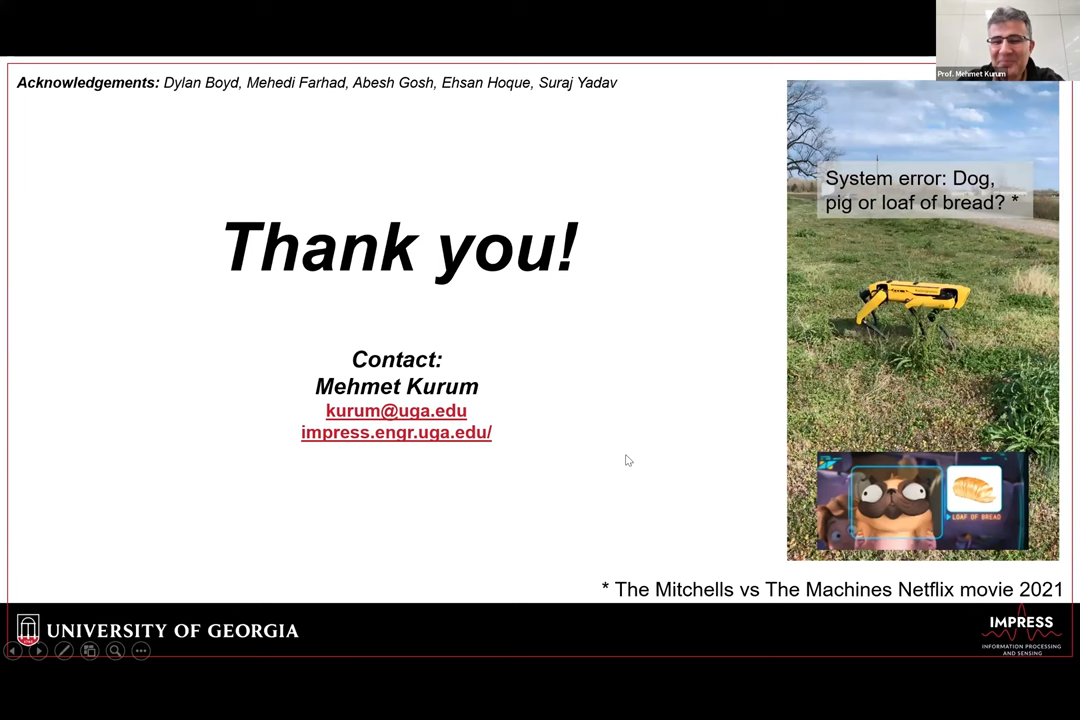 Prof. Mehmet Kurum
Acknowledgements: Dylan Boyd, Mehedi Farhad, Abesh Gosh, Ehsan Hoque, Suraj Yadav
System error: Dog,
pig or loaf of bread? *
Thank you!
Contact:
Mehmet Kurum
kurum@uga.edu
impress.engr.uga.edu/
LOAF OF BREAD
* The Mitchells vs The Machines Netflix movie 2021
UNIVERSITY OF GEORGIA
IMPRESS
INFORMATION PROCESSING
AND SENSING